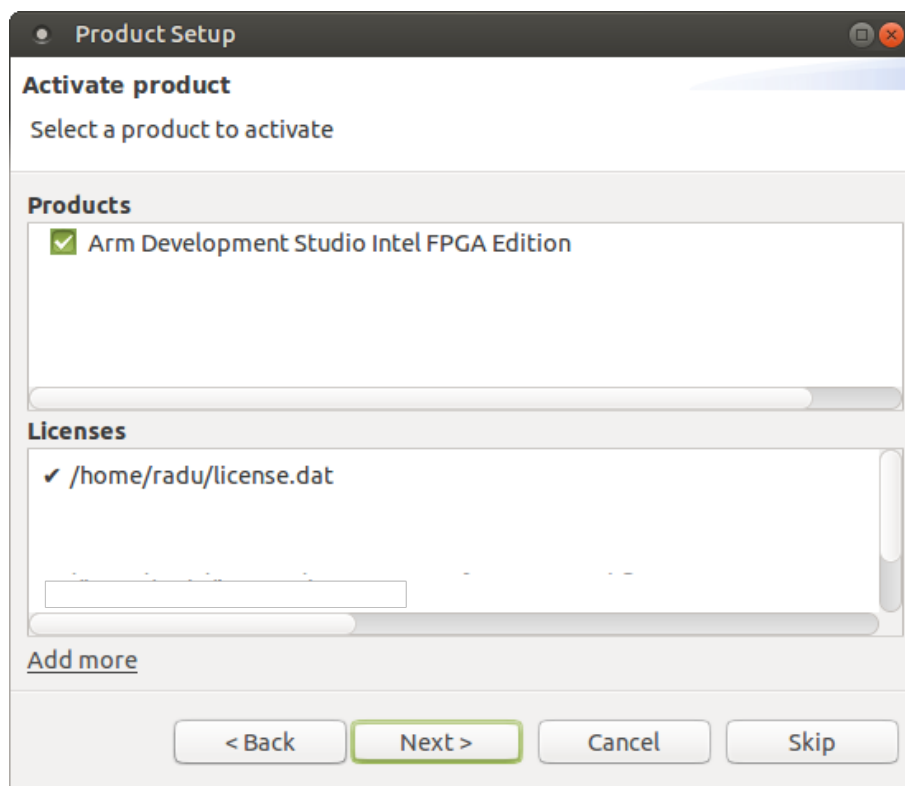 Product Setup
Activate product
Select a product to activate
Products
Arm Development Studio Intel FPGA Edition
Licenses
✔ /home/radu/license.dat
Add more
< Back
Next >
Cancel
Skip